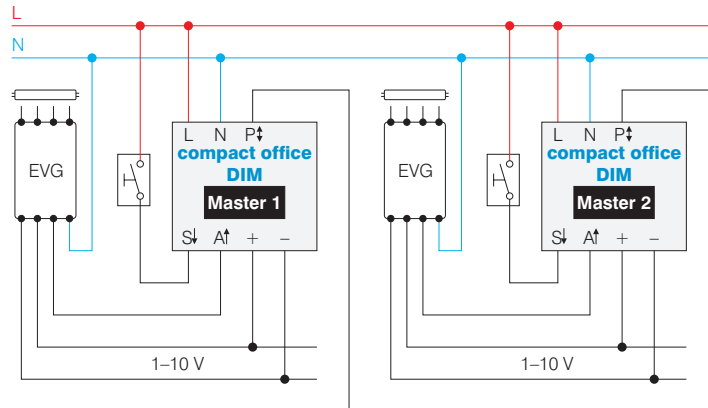 L
N
L N P
compact office
DIM
Master 1
EVG
S A + –
1–10 V
L N P
compact office
DIM
Master 2
EVG
S A + –
1–10 V